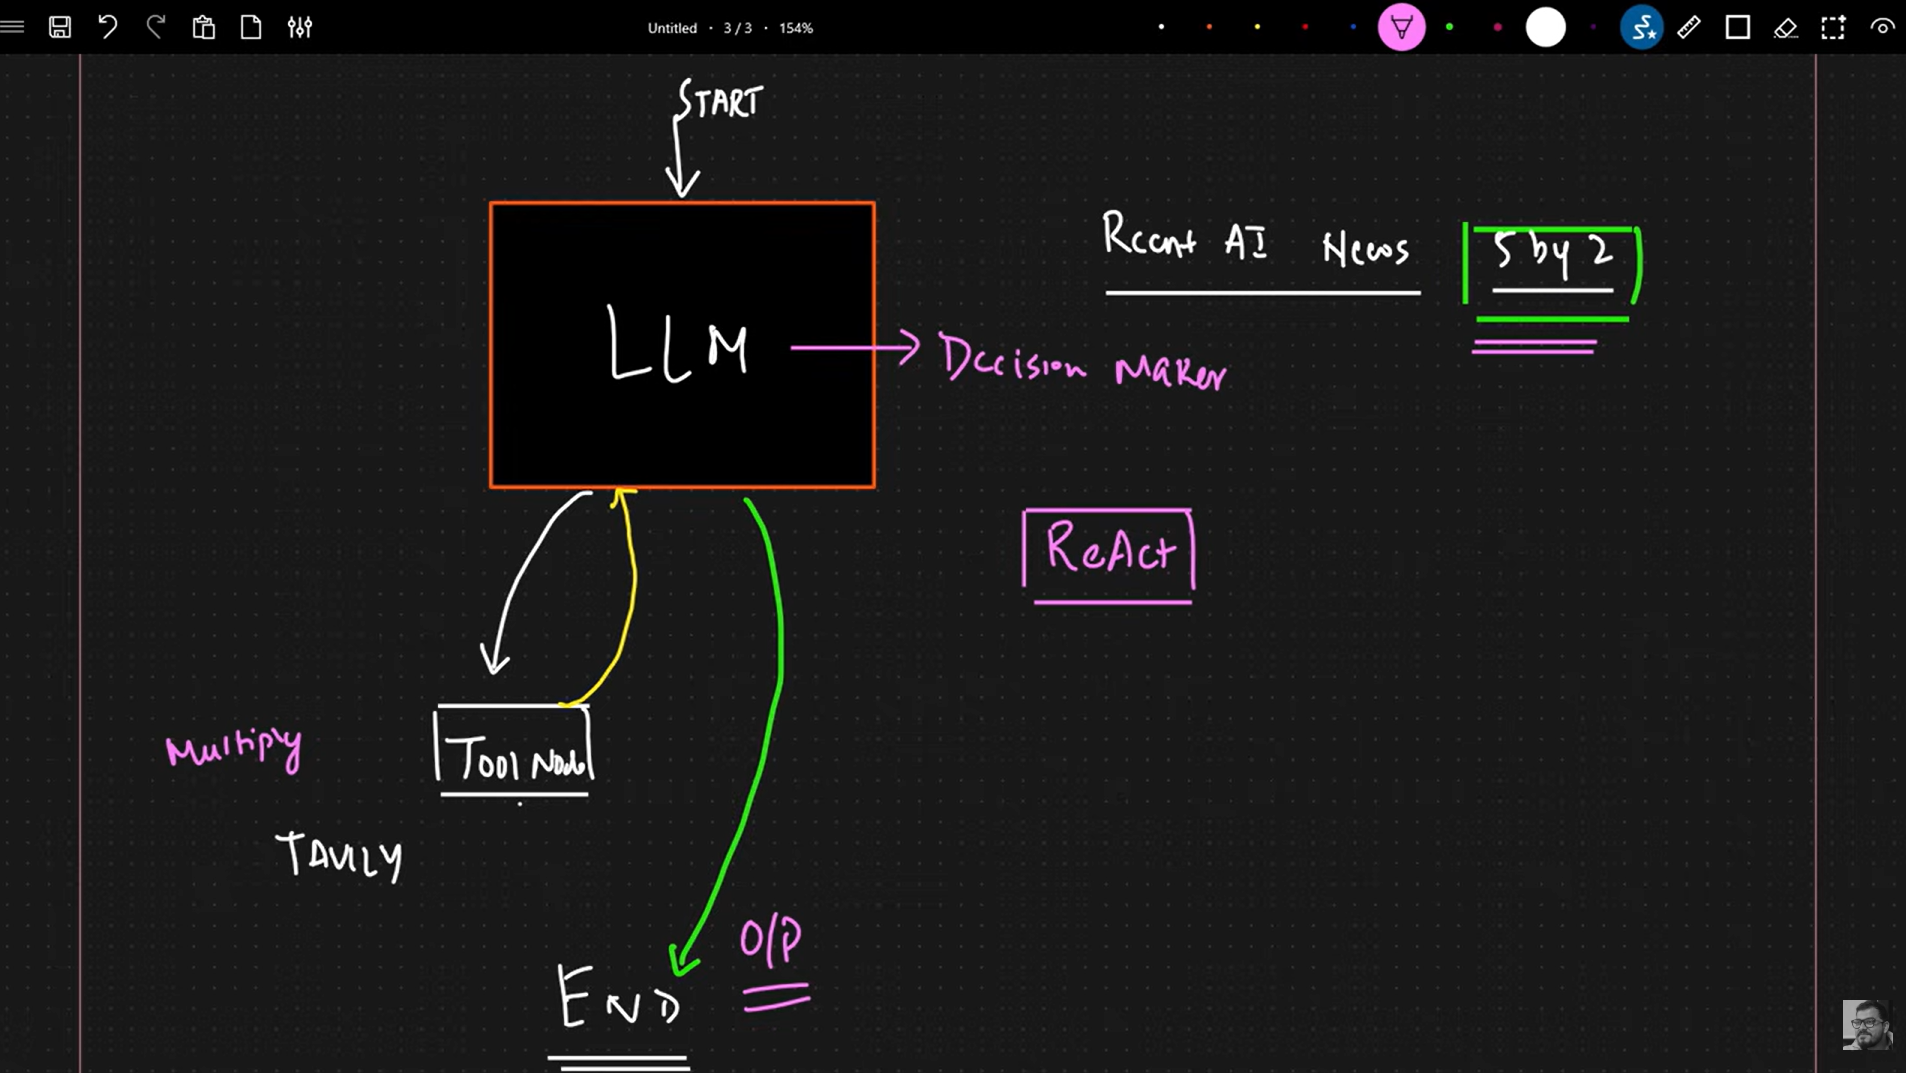 Untitled · 3 / 3 · 154%
START
Recent AI News 5 by 2
LLM
Decision Maker
ReAct
Multiply
Tool Node
TAVILY
O/P
END